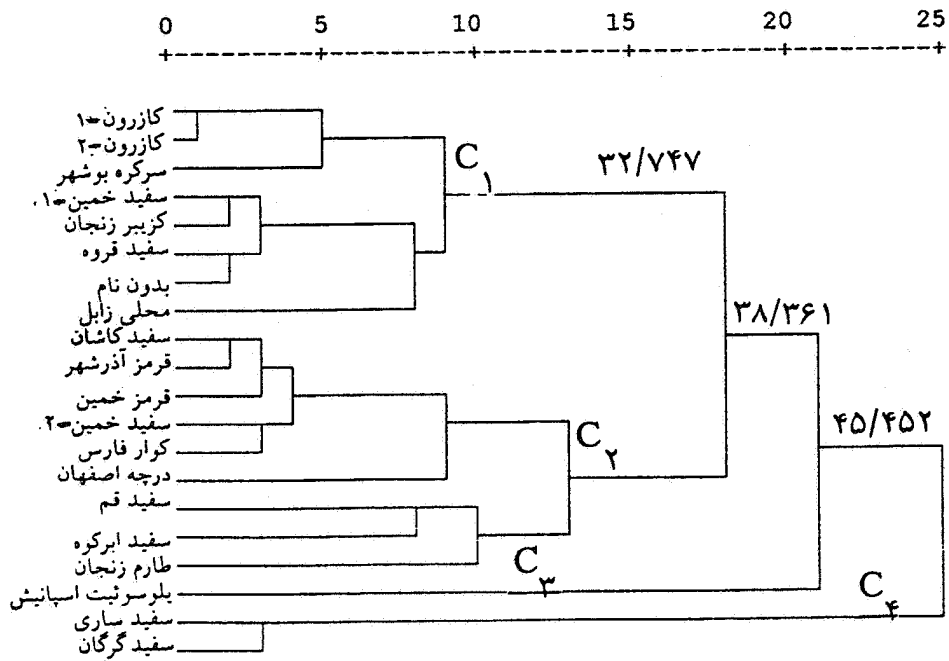 0 5 10 15 20 25
کازرون-۱
کازرون-۲
سرکره بوشهر
سفید خمین-۱
کزیبر زنجان
سفید قروه
بدون نام
محلی زابل
سفید کاشان
قرمز آذرشهر
قرمز خمین
سفید خمین-۲
کوار فارس
درچه اصفهان
سفید قم
سفید ابرکوه
طارم زنجان
یلوسوئیت اسپانیش
سفید ساری
سفید گرگان
C۱
۳۲/۷۴۷
۳۸/۳۶۱
C۲
۴۵/۴۵۲
C۳
C۴